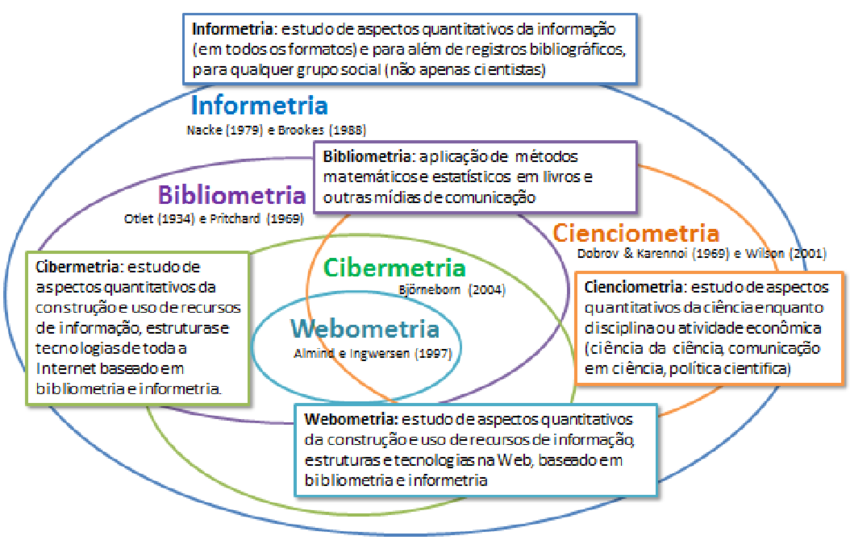 Informetria: estudo de aspectos quantitativos da informação
(em todos os formatos) e para além de registros bibliográficos,
para qualquer grupo social (não apenas cientistas)
Informetria
Nacke (1979) e Brookes (1988)
Bibliometria: aplicação de métodos
matemáticos e estatísticos em livros e
outras mídias de comunicação
Bibliometria
Otlet (1934) e Pritchard (1969)
Cienciometria
Dobrov & Karennoi (1969) e Wilson (2001)
Cibermetria: estudo de
aspectos quantitativos da
construção e uso de recursos
de informação, estruturas e
tecnologias de toda a
Internet baseado em
bibliometria e informetria.
Cibermetria
Björneborn (2004)
Cienciometria: estudo de aspectos
quantitativos da ciência enquanto
disciplina ou atividade econômica
(ciência da ciência, comunicação
em ciência, política cientifica)
Webometria
Almind e Ingwersen (1997)
Webometria: estudo de aspectos quantitativos
da construção e uso de recursos de informação,
estruturas e tecnologias na Web, baseado em
bibliometria e informetria